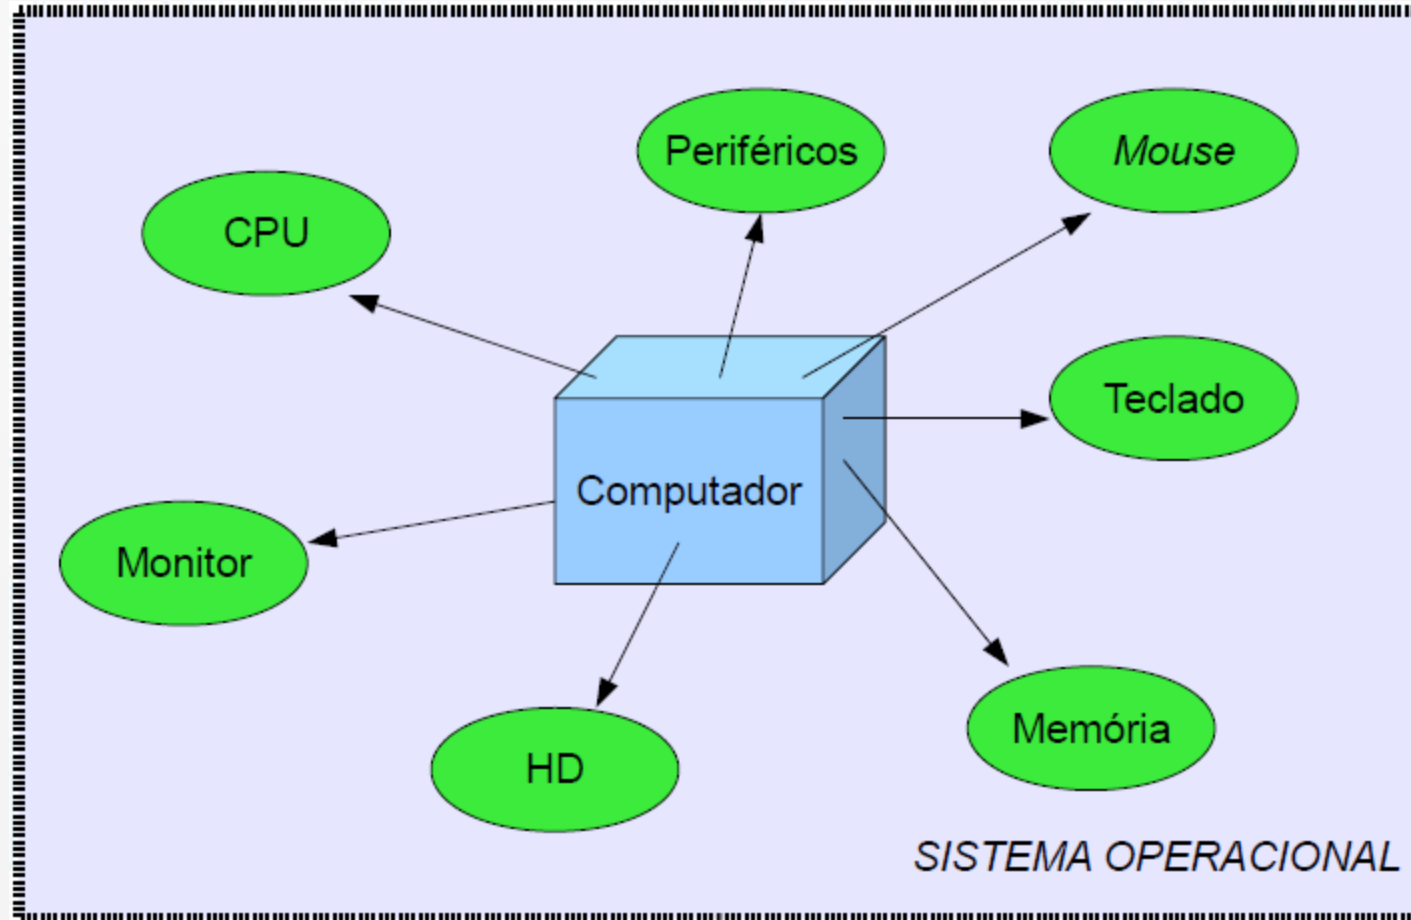 Periféricos
Mouse
CPU
Teclado
Computador
Monitor
Memória
HD
SISTEMA OPERACIONAL